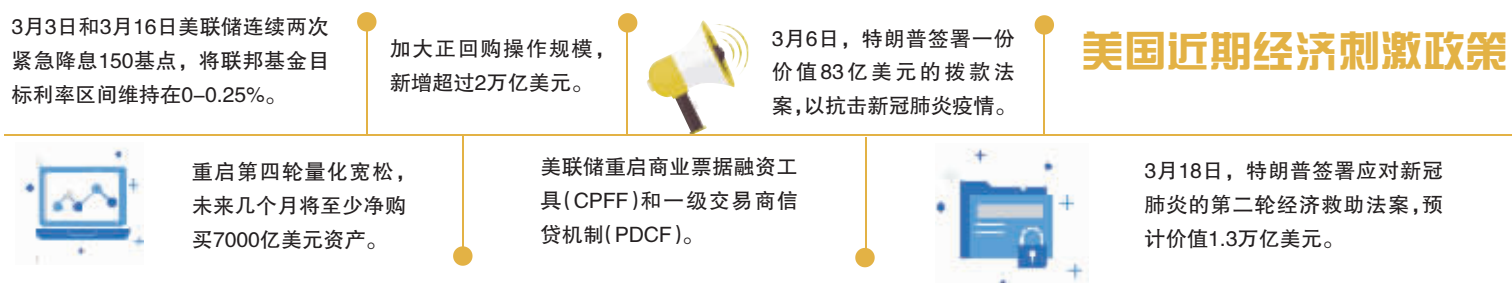 美国近期经济刺激政策
3月3日和3月16日美联储连续两次
紧急降息150基点，将联邦基金目
标利率区间维持在0–0.25%。
加大正回购操作规模，
新增超过2万亿美元。
3月6日，特朗普签署一份
价值83亿美元的拨款法
案，以抗击新冠肺炎疫情。
重启第四轮量化宽松，
未来几个月将至少净购
买7000亿美元资产。
美联储重启商业票据融资工
具(CPFF)和一级交易商信
贷机制(PDCF)。
3月18日，特朗普签署应对新冠
肺炎的第二轮经济救助法案，预
计价值1.3万亿美元。